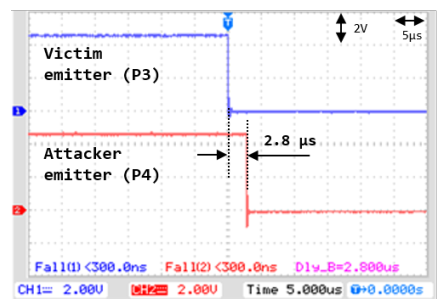 T
2V
5µs
Victim
emitter (P3)
1
Attacker
emitter (P4)
2.8 µs
2
Fall(1)<300.0ns Fall(2)<300.0ns Dly_B=2.800us
CH1= 2.00V CH2= 2.00V Time 5.000us T→0.0000s